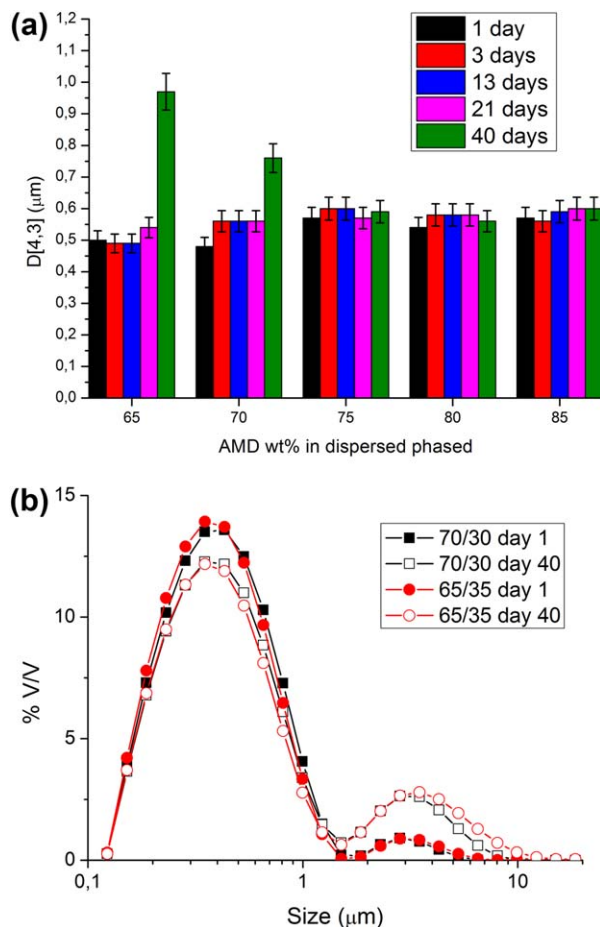 (a)
1,2
1,1
1,0
0,9
0,8
0,7
0,6
0,5
0,4
0,3
0,2
0,1
0,0
D[4,3] (μm)
1 day
3 days
13 days
21 days
40 days
65 70 75 80 85
AMD wt% in dispersed phased
(b)
15
10
5
0
% V/V
70/30 day 1
70/30 day 40
65/35 day 1
65/35 day 40
0,1 1 10
Size (μm)